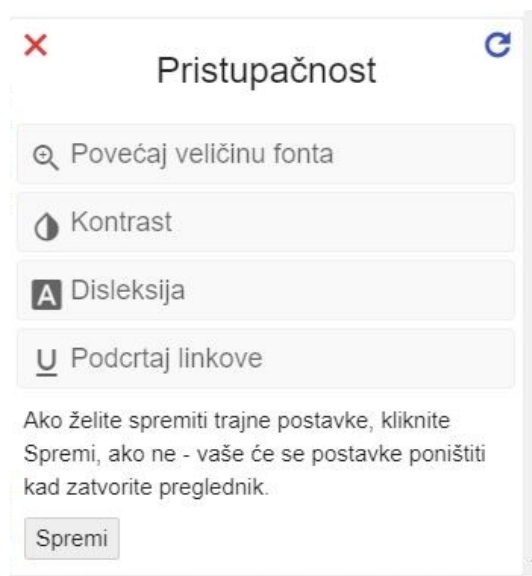 Pristupačnost
Povećaj veličinu fonta
Kontrast
A Disleksija
U Podcrtaj linkove
Ako želite spremiti trajne postavke, kliknite
Spremi, ako ne - vaše će se postavke poništiti
kad zatvorite preglednik.
Spremi